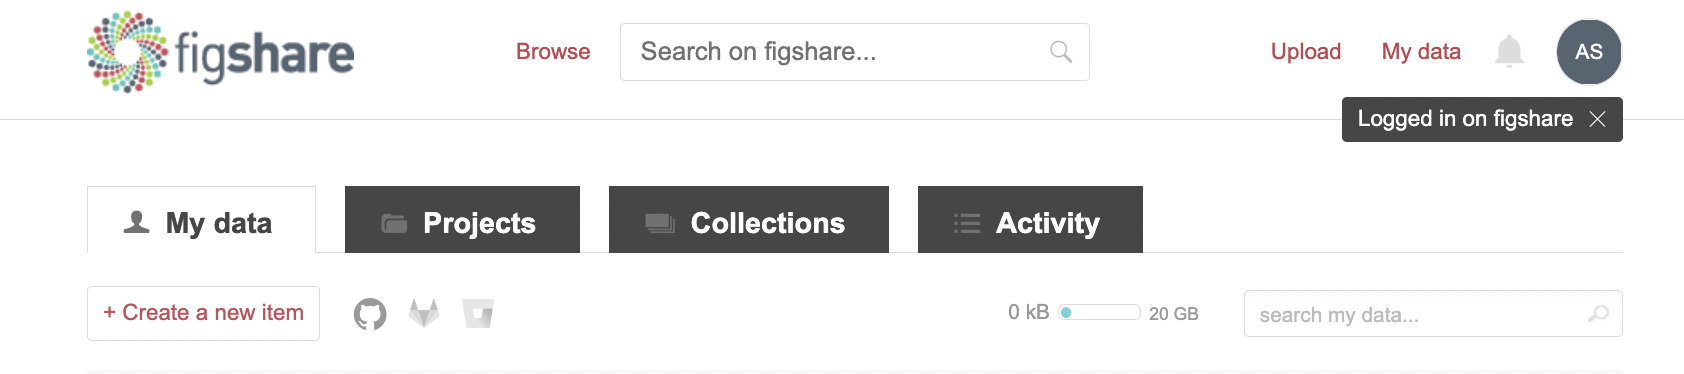 figshare
Browse
Search on figshare...
Upload
My data
AS
Logged in on figshare
My data
Projects
Collections
Activity
+ Create a new item
0 kB
20 GB
search my data...